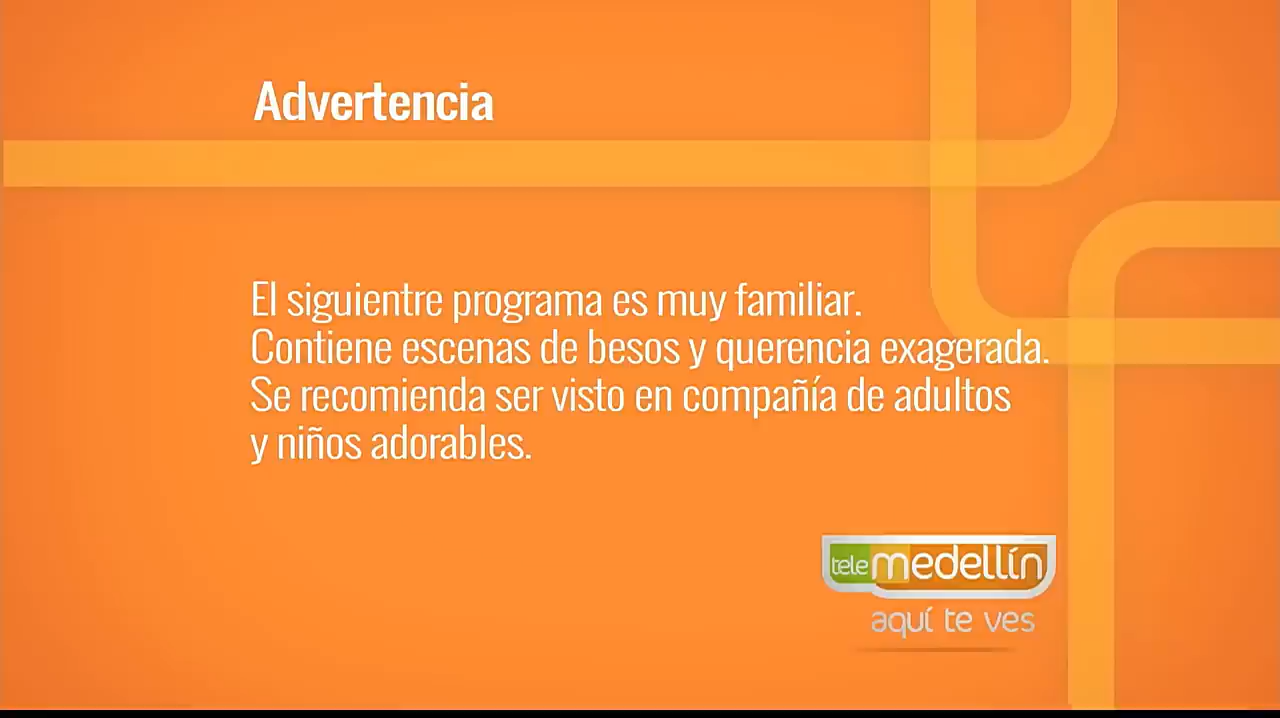 Advertencia
El siguientre programa es muy familiar.
Contiene escenas de besos y querencia exagerada.
Se recomienda ser visto en compañía de adultos
y niños adorables.
tele medellín
aquí te ves